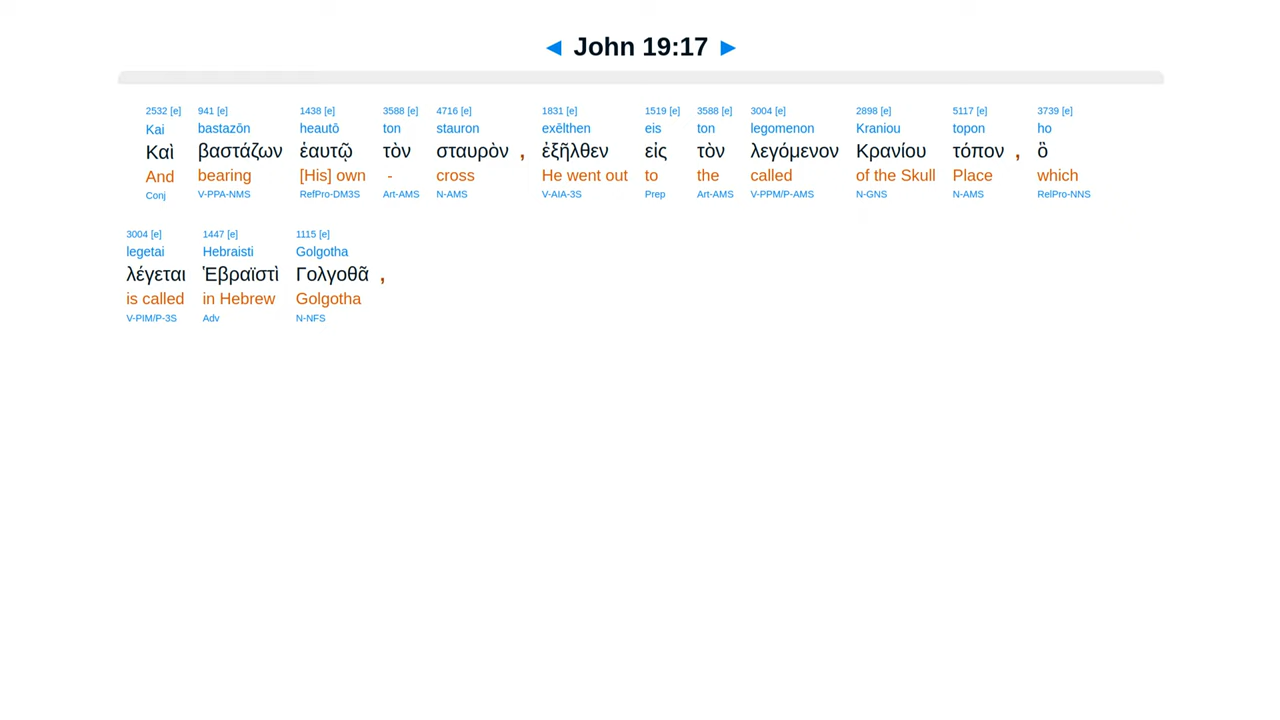 ◄ John 19:17 ►
2532 [e] 941 [e] 1438 [e] 3588 [e] 4716 [e] 1831 [e] 1519 [e] 3588 [e] 3004 [e] 2898 [e] 5117 [e] 3739 [e]
Kai bastazōn heautō ton stauron exēlthen eis ton legomenon Kraniou topon ho
Καὶ βαστάζων ἑαυτῷ τὸν σταυρὸν , ἐξῆλθεν εἰς τὸν λεγόμενον Κρανίου τόπον , ὃ
And bearing [His] own - cross He went out to the called of the Skull Place which
Conj V-PPA-NMS RefPro-DM3S Art-AMS N-AMS V-AIA-3S Prep Art-AMS V-PPM/P-AMS N-GNS N-AMS RelPro-NNS
3004 [e] 1447 [e] 1115 [e]
legetai Hebraisti Golgotha
λέγεται Ἑβραϊστὶ Γολγοθᾶ ,
is called in Hebrew Golgotha
V-PIM/P-3S Adv N-NFS